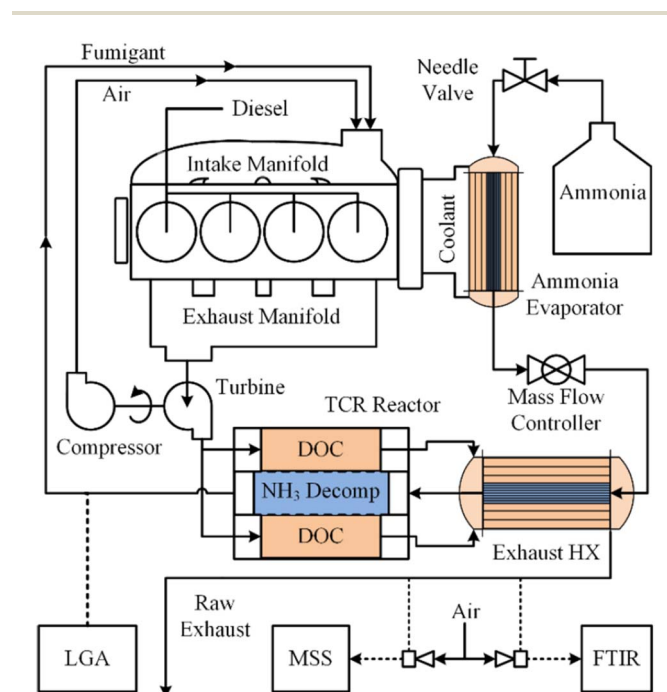 Fumigant
Air
Diesel
Needle
Valve
Intake Manifold
Ammonia
Coolant
Ammonia
Evaporator
Exhaust Manifold
Turbine
Mass Flow
Controller
TCR Reactor
Compressor
DOC
NH₃ Decomp
DOC
Exhaust HX
Raw
Exhaust
Air
LGA
MSS
FTIR